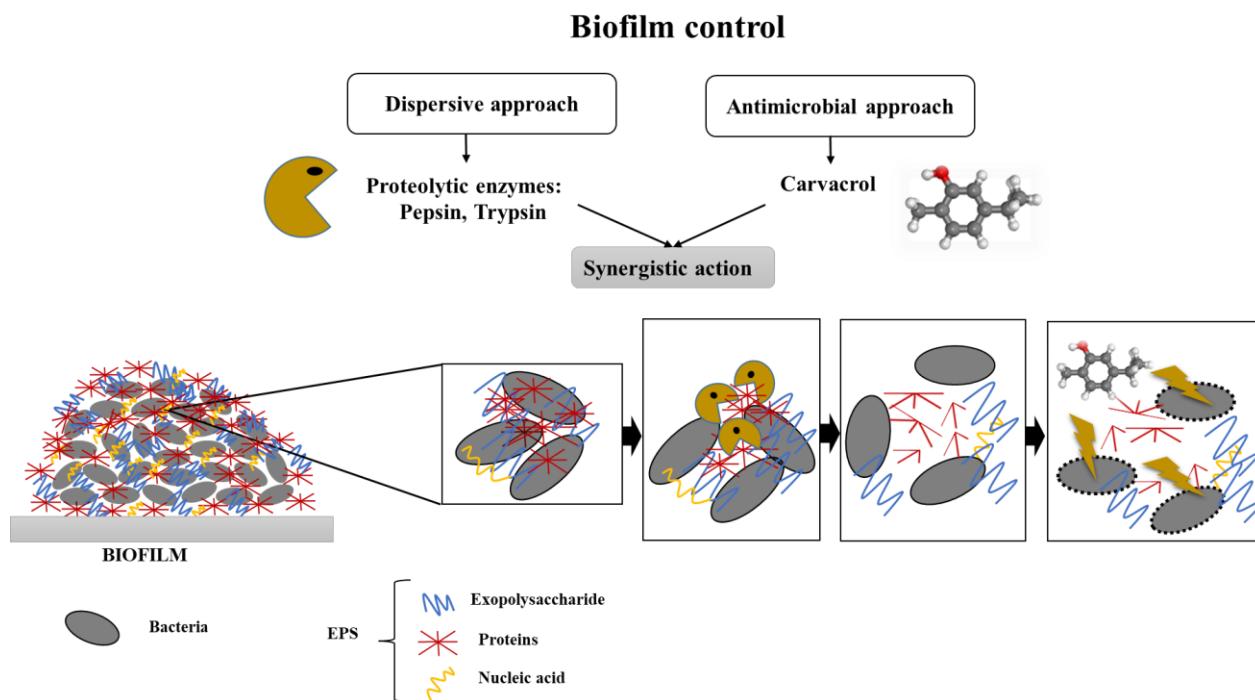 Biofilm control
Dispersive approach
Antimicrobial approach
Proteolytic enzymes:
Pepsin, Trypsin
Carvacrol
Synergistic action
BIOFILM
Bacteria
EPS
Exopolysaccharide
Proteins
Nucleic acid